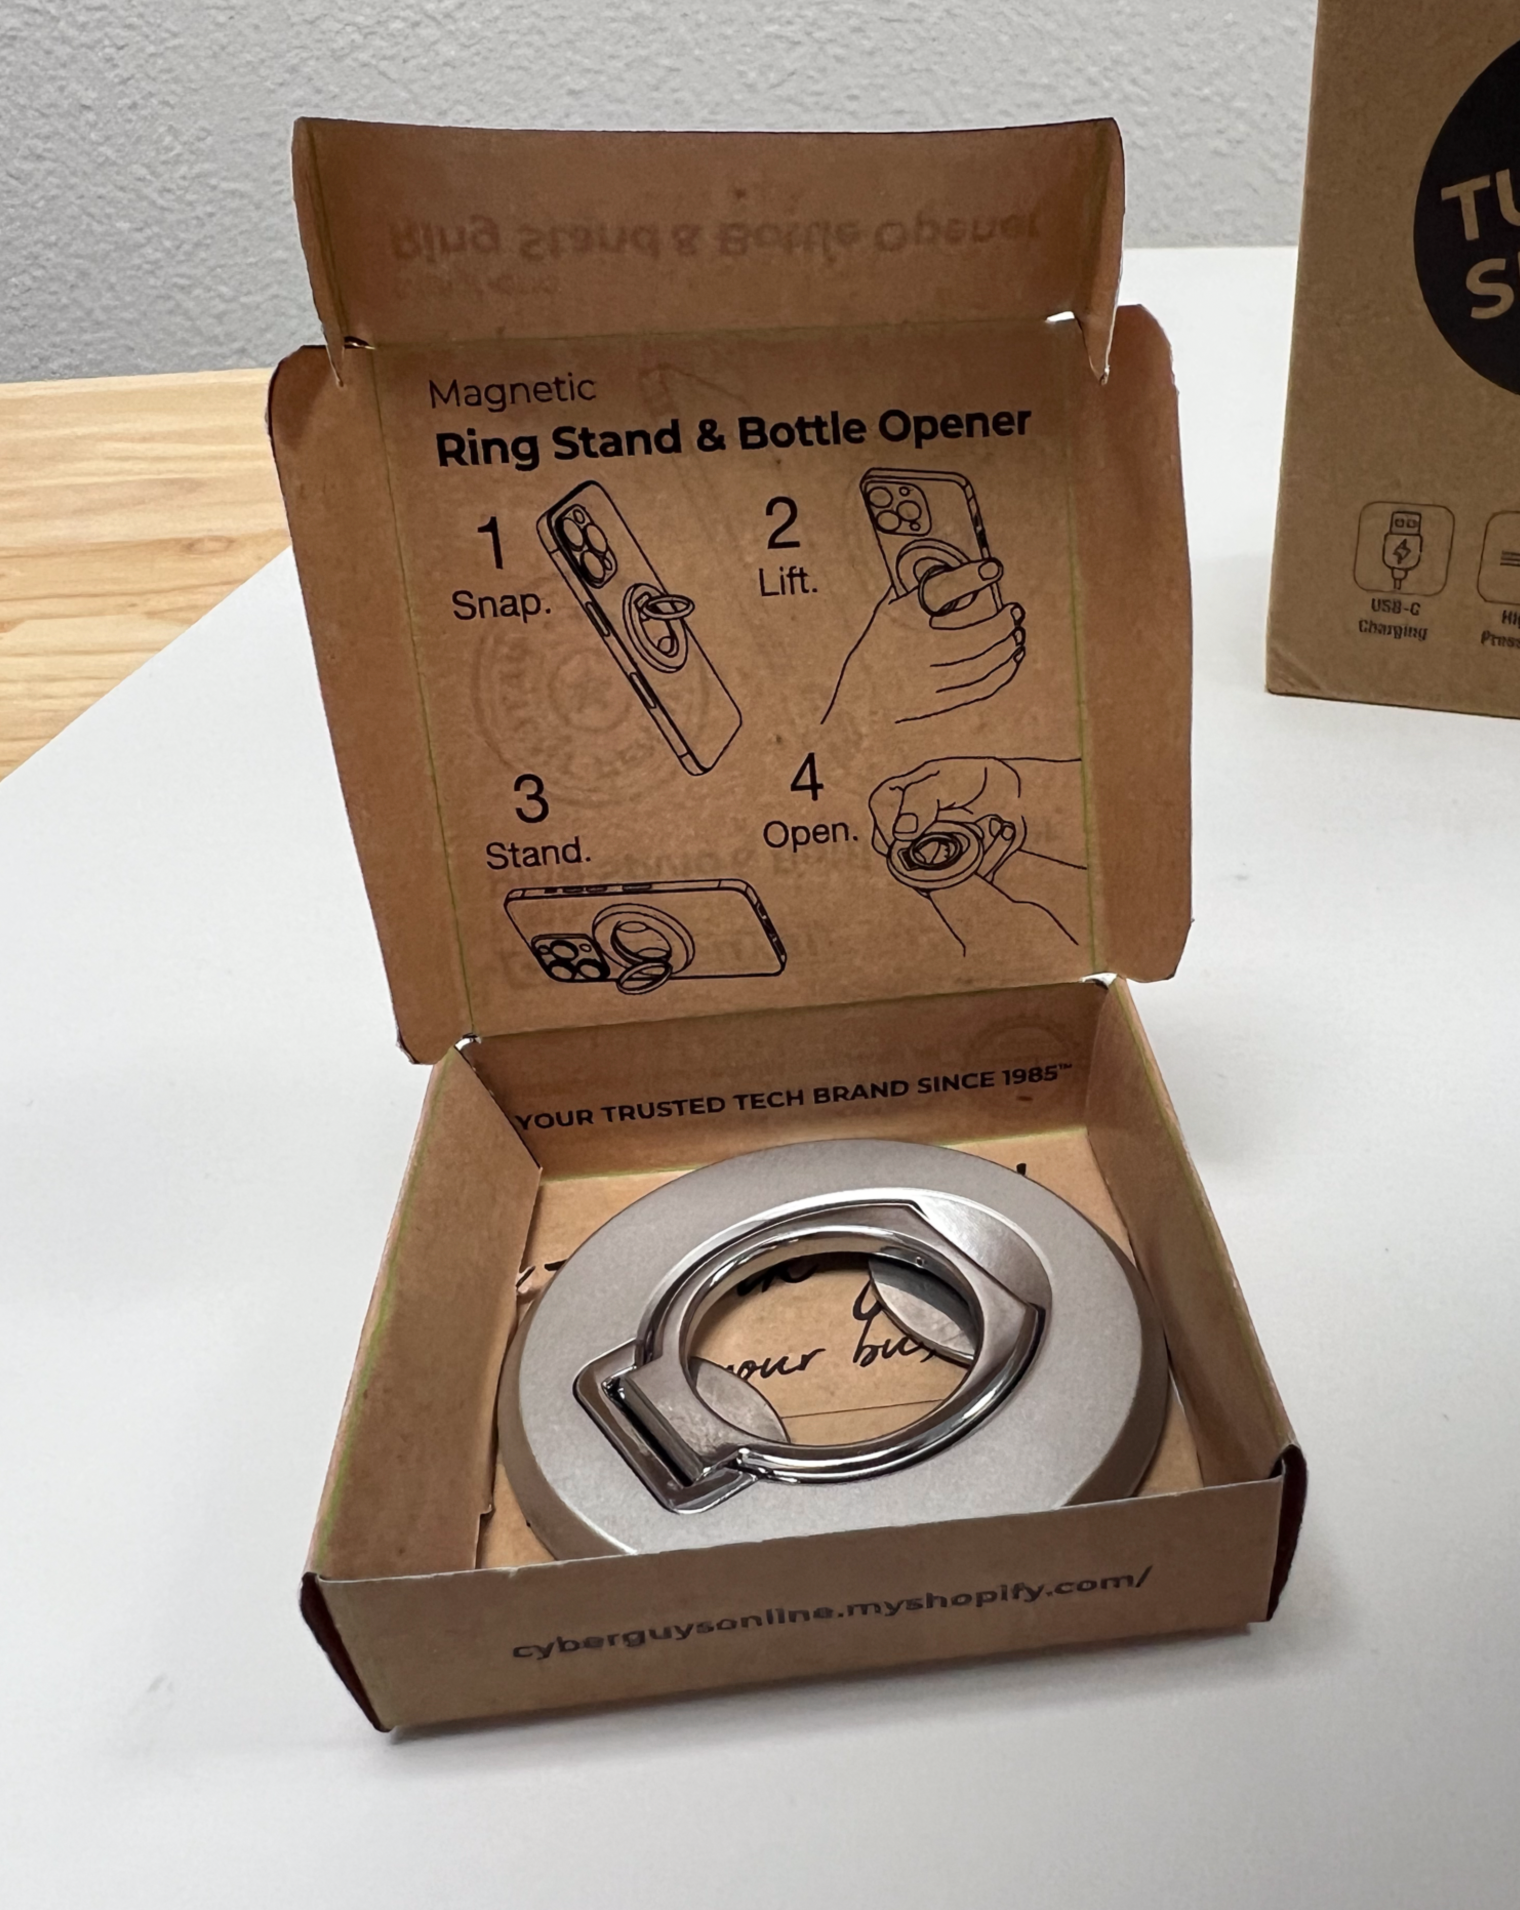 Magnetic
Ring Stand & Bottle Opener
1
Snap.
2
Lift.
3
Stand.
4
Open.
YOUR TRUSTED TECH BRAND SINCE 1985™
your
cyberguysonline.myshopify.com/
USB-C
Charging